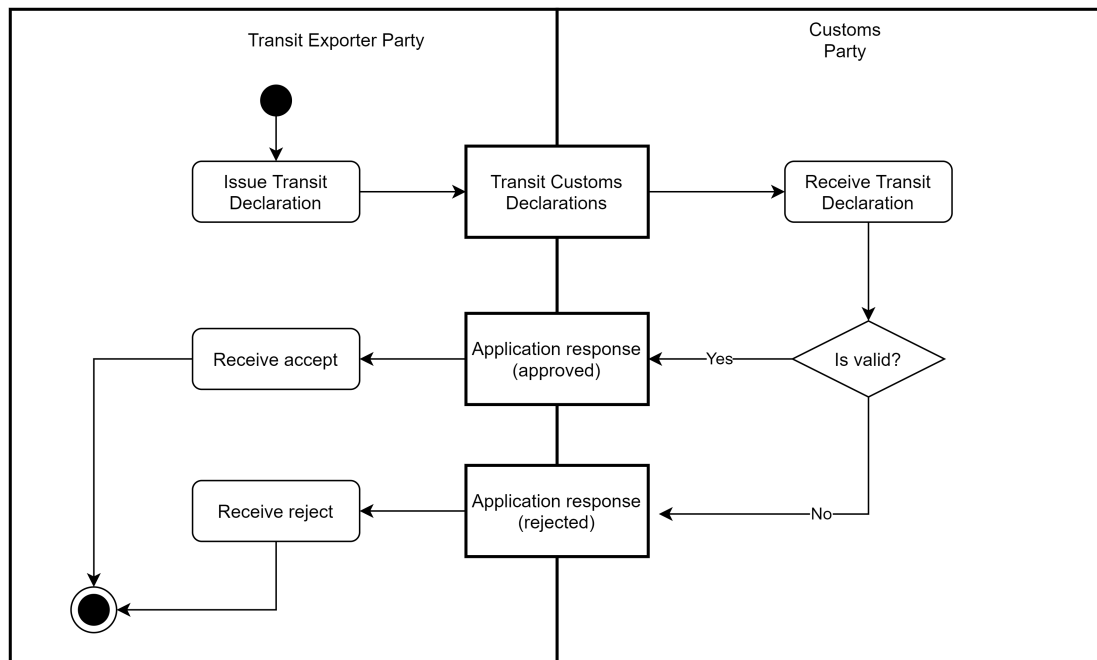 Transit Exporter Party
Customs
Party
Issue Transit
Declaration
Transit Customs
Declarations
Receive Transit
Declaration
Receive accept
Application response
(approved)
Yes
Is valid?
Receive reject
Application response
(rejected)
No